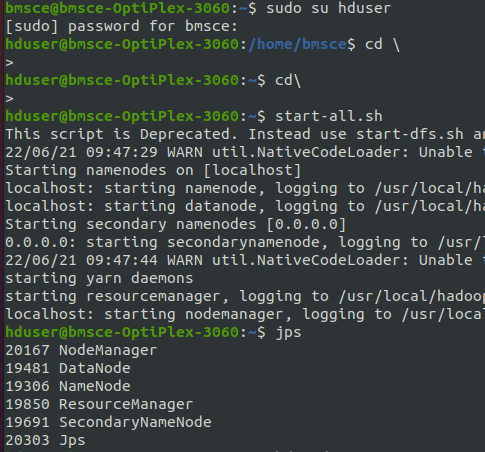 bmsce@bmsce-OptiPlex-3060:~$ sudo su hduser
[sudo] password for bmsce:
hduser@bmsce-OptiPlex-3060:/home/bmsce$ cd \
>
hduser@bmsce-OptiPlex-3060:~$ cd\
>
hduser@bmsce-OptiPlex-3060:~$ start-all.sh
This script is Deprecated. Instead use start-dfs.sh an
22/06/21 09:47:29 WARN util.NativeCodeLoader: Unable t
Starting namenodes on [localhost]
localhost: starting namenode, logging to /usr/local/ha
localhost: starting datanode, logging to /usr/local/ha
Starting secondary namenodes [0.0.0.0]
0.0.0.0: starting secondarynamenode, logging to /usr/l
22/06/21 09:47:44 WARN util.NativeCodeLoader: Unable t
starting yarn daemons
starting resourcemanager, logging to /usr/local/hadoop
localhost: starting nodemanager, logging to /usr/local
hduser@bmsce-OptiPlex-3060:~$ jps
20167 NodeManager
19481 DataNode
19306 NameNode
19850 ResourceManager
19691 SecondaryNameNode
20303 Jps